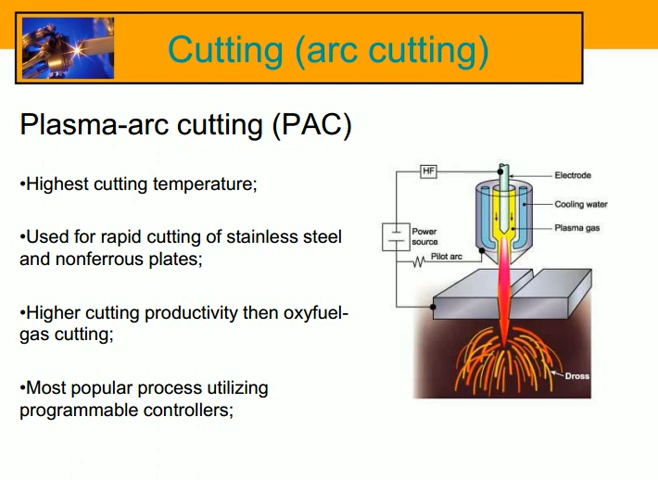 Cutting (arc cutting)
Plasma-arc cutting (PAC)
•Highest cutting temperature;
•Used for rapid cutting of stainless steel
and nonferrous plates;
•Higher cutting productivity then oxyfuel-
gas cutting;
•Most popular process utilizing
programmable controllers;
HF
Electrode
Cooling water
Plasma gas
Power
source
Pilot arc
Dross